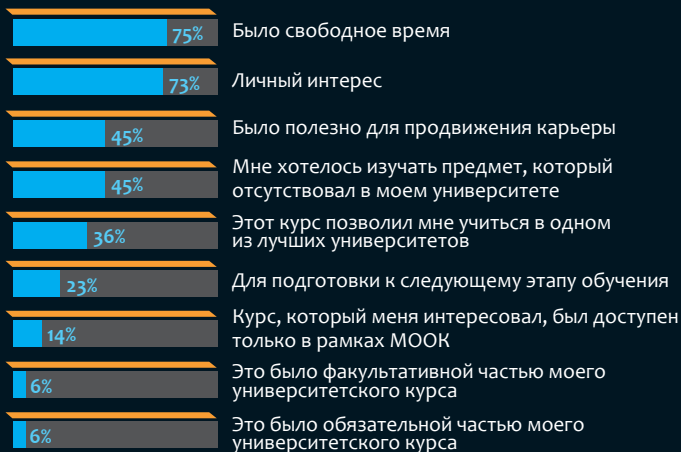 75% Было свободное время
73% Личный интерес
45% Было полезно для продвижения карьеры
45% Мне хотелось изучать предмет, который
отсутствовал в моем университете
36% Этот курс позволил мне учиться в одном
из лучших университетов
23% Для подготовки к следующему этапу обучения
14% Курс, который меня интересовал, был доступен
только в рамках МООК
6% Это было факультативной частью моего
университетского курса
6% Это было обязательной частью моего
университетского курса